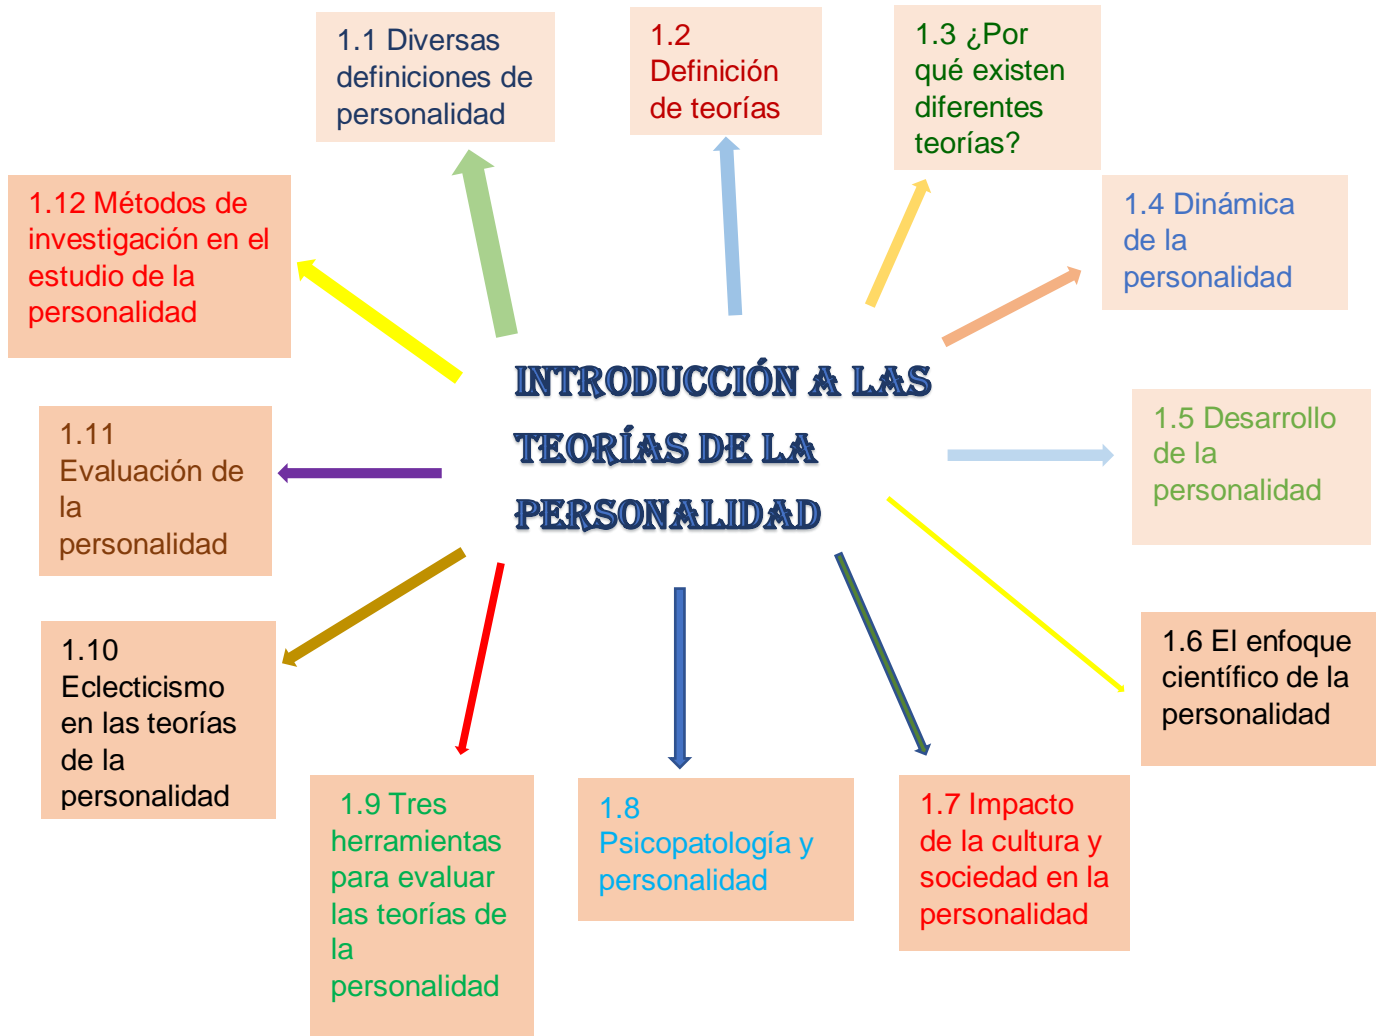 1.1 Diversas
definiciones de
personalidad
1.2
Definición
de teorías
1.3 ¿Por
qué existen
diferentes
teorías?
1.4 Dinámica
de la
personalidad
1.5 Desarrollo
de la
personalidad
1.6 El enfoque
científico de la
personalidad
1.7 Impacto
de la cultura y
sociedad en la
personalidad
1.8
Psicopatología y
personalidad
1.9 Tres
herramientas
para evaluar
las teorías de
la
personalidad
1.10
Eclecticismo
en las teorías
de la
personalidad
1.11
Evaluación de
la
personalidad
1.12 Métodos de
investigación en el
estudio de la
personalidad
INTRODUCCIÓN A LAS
TEORÍAS DE LA
PERSONALIDAD